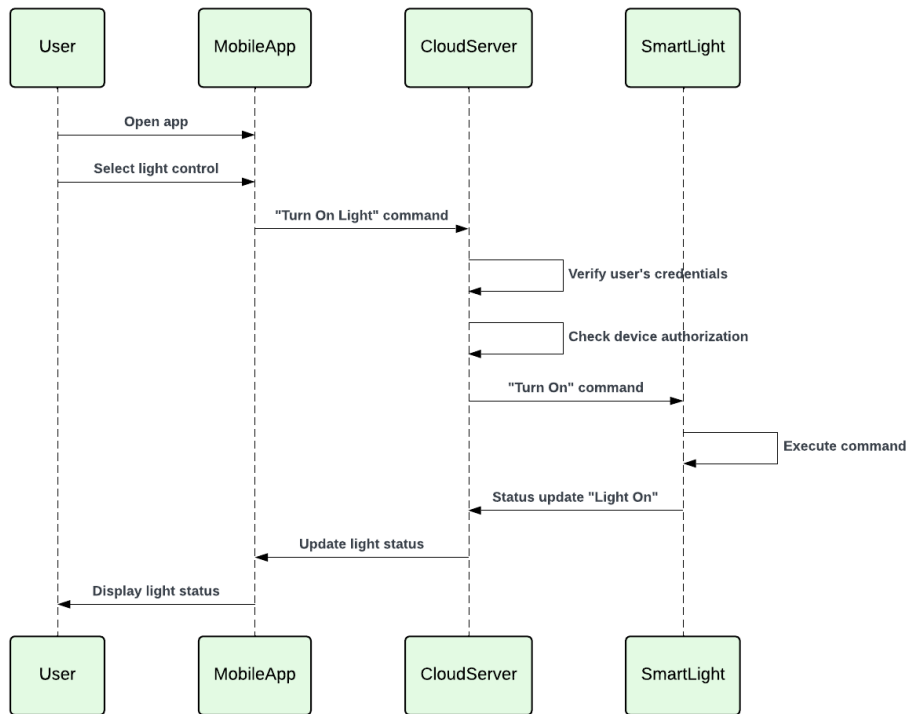 User MobileApp CloudServer SmartLight
Open app
Select light control
"Turn On Light" command
Verify user's credentials
Check device authorization
"Turn On" command
Execute command
Status update "Light On"
Update light status
Display light status
User MobileApp CloudServer SmartLight